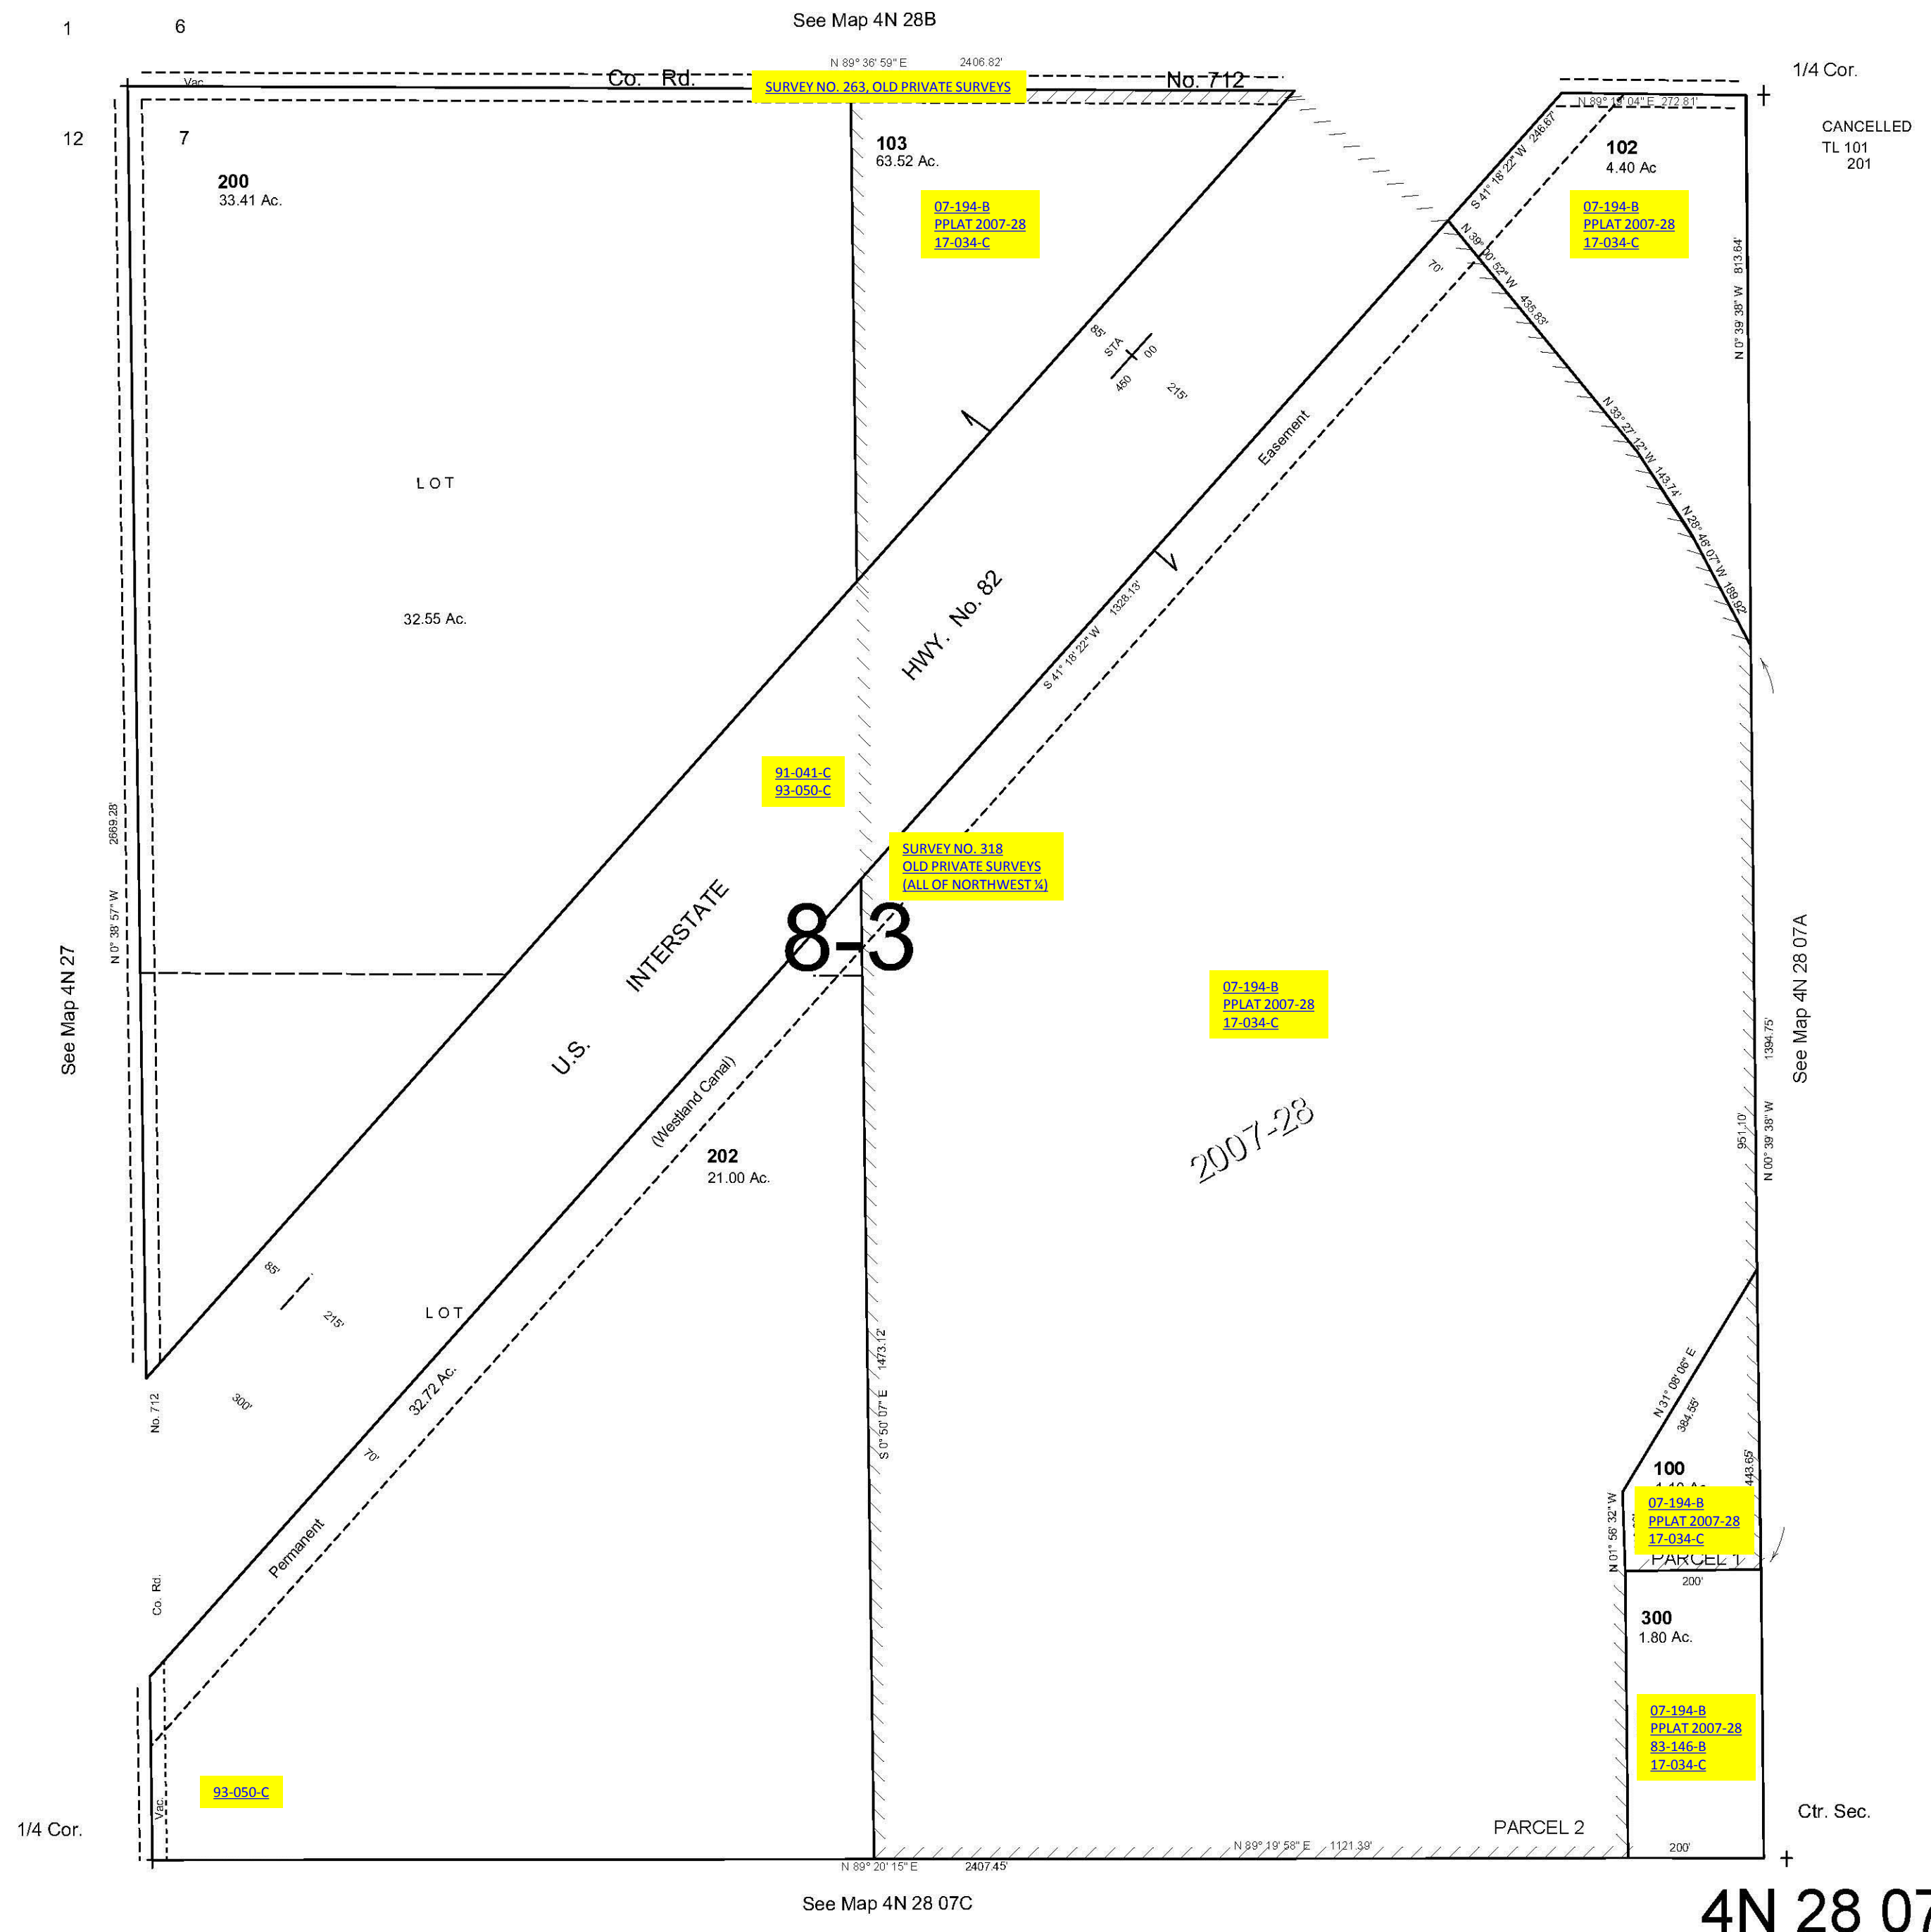 1
6
See Map 4N 28B
N 89° 36' 59" E 2406.82'
Co. Rd. No. 712
Vac.
SURVEY NO. 263, OLD PRIVATE SURVEYS
1/4 Cor.
N 89° 19' 04" E 272.81'
12
7
CANCELLED
TL 101
201
200
33.41 Ac.
103
63.52 Ac.
07-194-B
PPLAT 2007-28
17-034-C
102
4.40 Ac
07-194-B
PPLAT 2007-28
17-034-C
S 41° 18' 22" W 246.67'
N 39° 00' 52" W 435.83'
70'
N 0° 39' 38" W 813.64'
85'
STA
450
00
215'
N 33° 27' 12" W 143.74'
N 28° 46' 07" W 189.92'
Easement
LOT
32.55 Ac.
HWY. No. 82
S 41° 18' 22" W 1328.13'
91-041-C
93-050-C
SURVEY NO. 318
OLD PRIVATE SURVEYS
(ALL OF NORTHWEST ¼)
8-3
INTERSTATE
U.S.
N 0° 38' 57" W 2669.28'
See Map 4N 27
See Map 4N 28 07A
07-194-B
PPLAT 2007-28
17-034-C
N 00° 39' 38" W 1394.75'
951.10'
2007-28
(Westland Canal)
202
21.00 Ac.
85'
215'
LOT
32.72 Ac.
300'
70'
No. 712
Co. Rd.
S 0° 50' 07" E 1473.12'
N 31° 08' 06" E
384.55'
443.65'
100
07-194-B
PPLAT 2007-28
17-034-C
PARCEL 1
N 01° 56' 32" W
200'
300
1.80 Ac.
07-194-B
PPLAT 2007-28
83-146-B
17-034-C
Permanent
93-050-C
Vac.
1/4 Cor.
Ctr. Sec.
PARCEL 2
N 89° 19' 58" E 1121.39'
200'
N 89° 20' 15" E 2407.45'
See Map 4N 28 07C
4N 28 07